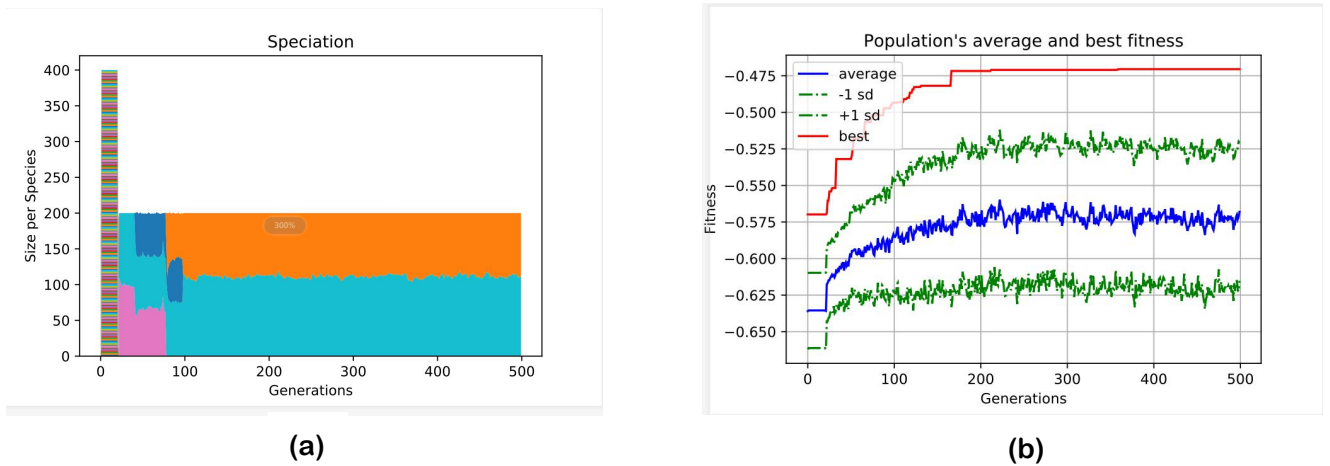 Speciation
400
350
300
250
200
150
100
50
0
Size per Species
300%
0 100 200 300 400 500
Generations
(a)
Population's average and best fitness
−0.475
−0.500
−0.525
−0.550
−0.575
−0.600
−0.625
−0.650
Fitness
average
-1 sd
+1 sd
best
0 100 200 300 400 500
Generations
(b)